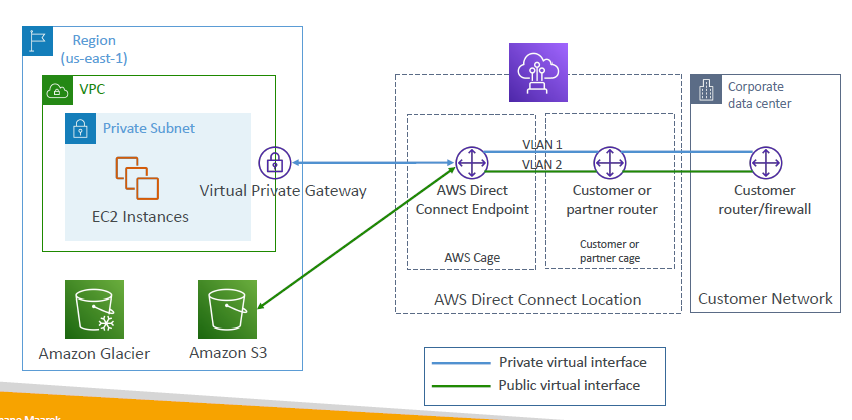 Region
(us-east-1)
VPC
Private Subnet
EC2 Instances
Virtual Private Gateway
Amazon Glacier
Amazon S3
VLAN 1
VLAN 2
AWS Direct
Connect Endpoint
Customer or
partner router
AWS Cage
Customer or
partner cage
AWS Direct Connect Location
Corporate
data center
Customer
router/firewall
Customer Network
Private virtual interface
Public virtual interface
Maarek